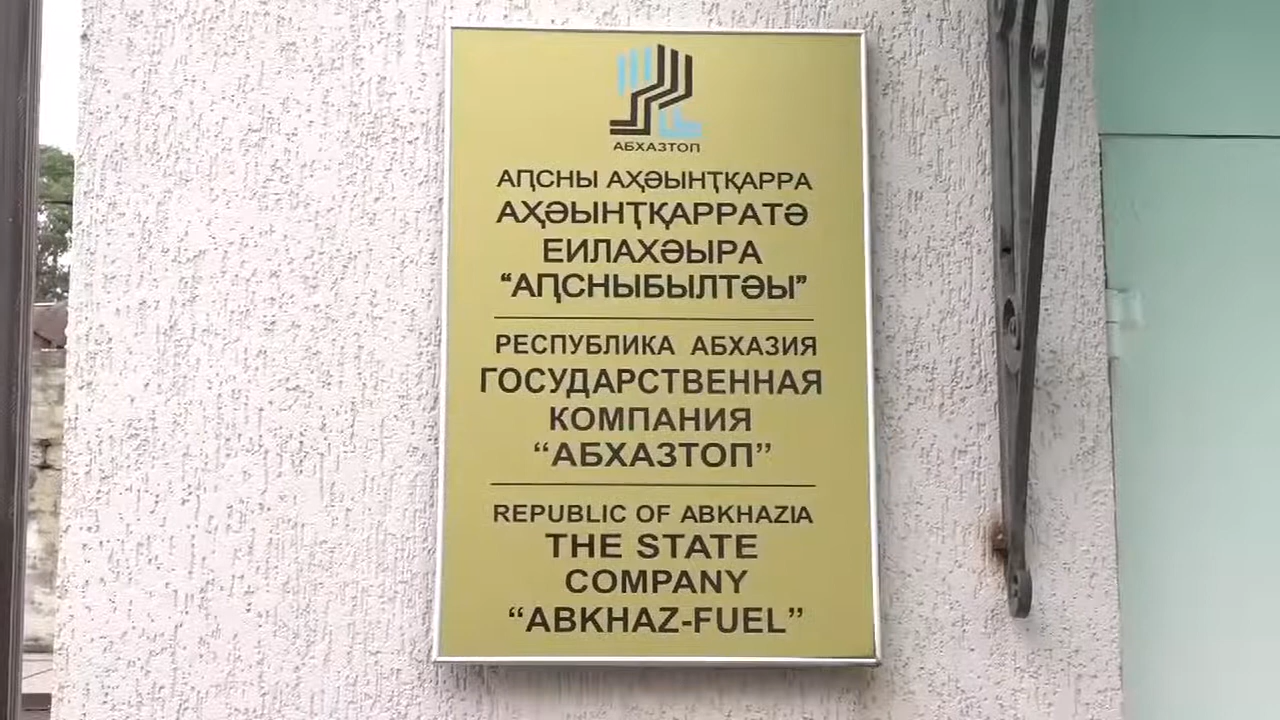 АБХАЗТОП
АԤСНЫ АҲӘЫНҬҚАРРА
АҲӘЫНҬҚАРРАТӘ
ЕИЛАХӘЫРА
“АԤСНЫБЫЛТӘЫ”
РЕСПУБЛИКА АБХАЗИЯ
ГОСУДАРСТВЕННАЯ
КОМПАНИЯ
“АБХАЗТОП”
REPUBLIC OF ABKHAZIA
THE STATE
COMPANY
“ABKHAZ-FUEL”